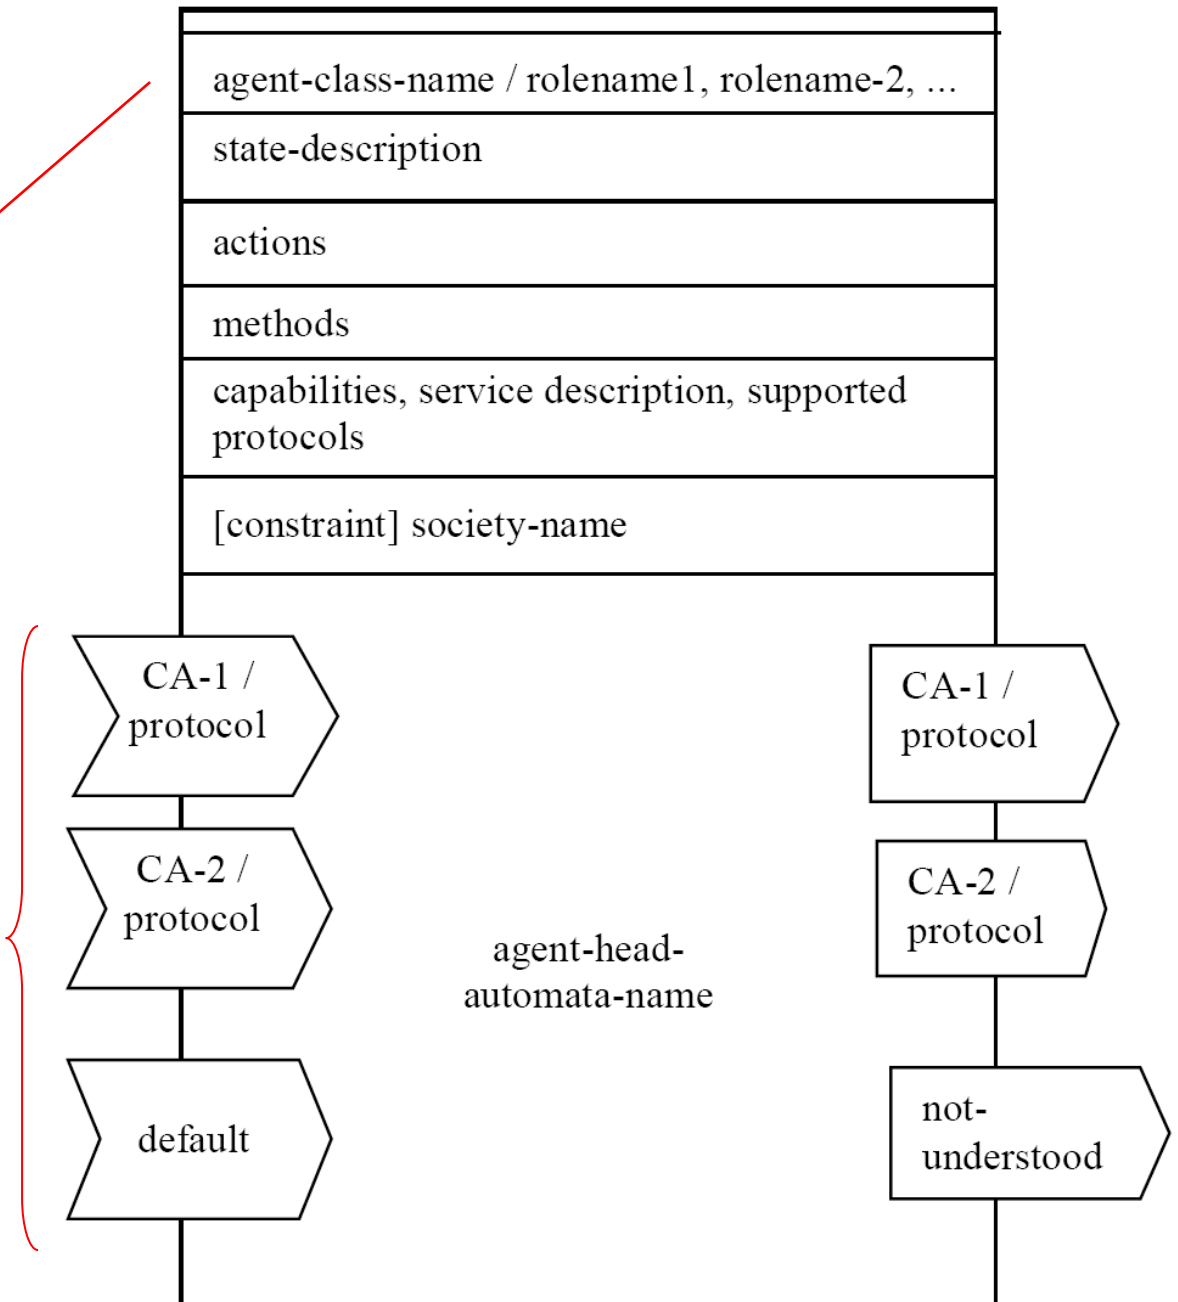 agent-class-name / rolename1, rolename-2, ...
state-description
actions
methods
capabilities, service description, supported
protocols
[constraint] society-name
CA-1 /
protocol
CA-1 /
protocol
CA-2 /
protocol
CA-2 /
protocol
agent-head-
automata-name
default
not-
understood